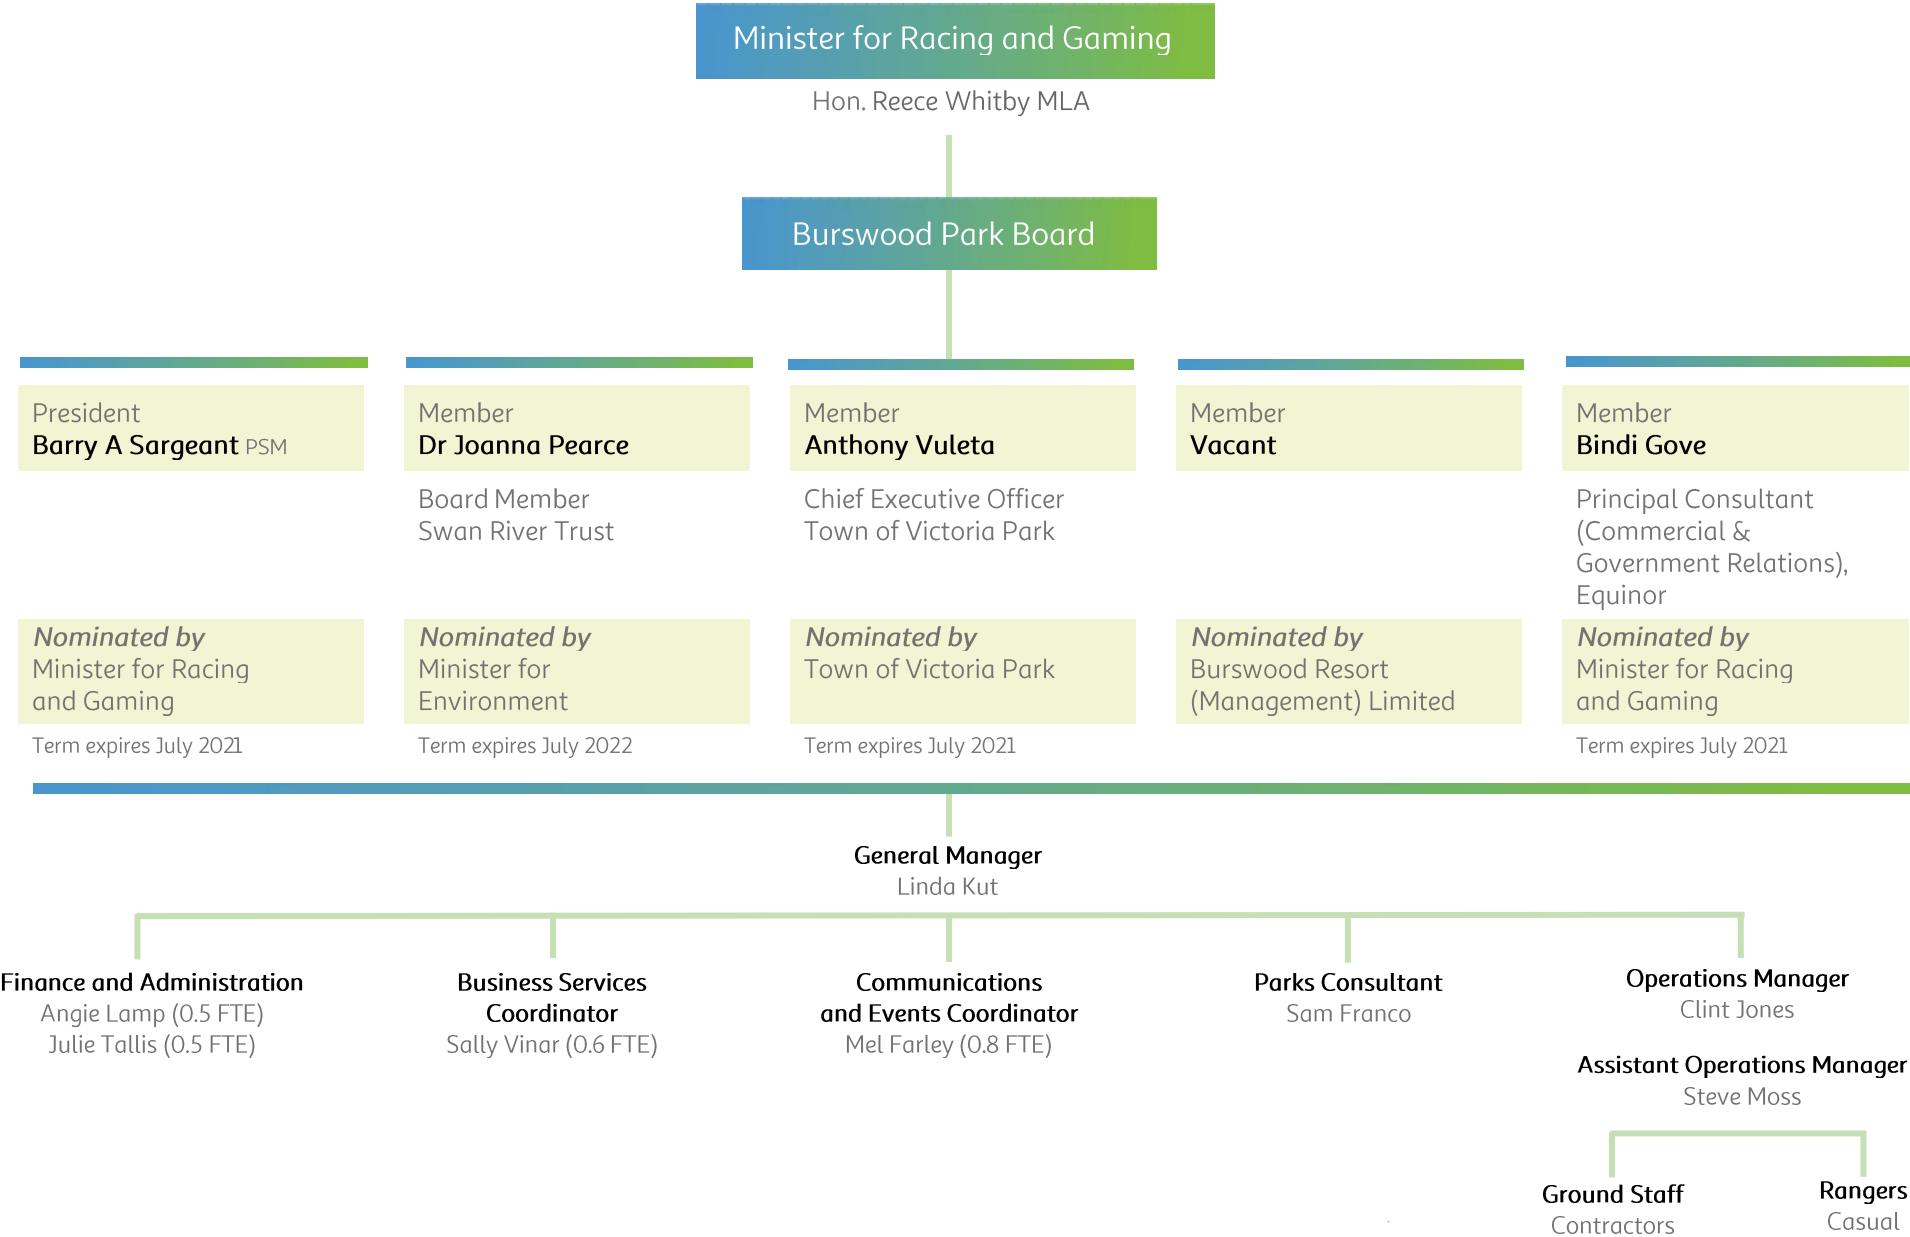 Minister for Racing and Gaming
Hon. Reece Whitby MLA
Burswood Park Board
President
Barry A Sargeant PSM
Nominated by
Minister for Racing
and Gaming
Term expires July 2021
Member
Dr Joanna Pearce
Board Member
Swan River Trust
Nominated by
Minister for
Environment
Term expires July 2022
Member
Anthony Vuleta
Chief Executive Officer
Town of Victoria Park
Nominated by
Town of Victoria Park
Term expires July 2021
Member
Vacant
Nominated by
Burswood Resort
(Management) Limited
Member
Bindi Gove
Principal Consultant
(Commercial &
Government Relations),
Equinor
Nominated by
Minister for Racing
and Gaming
Term expires July 2021
General Manager
Linda Kut
Finance and Administration
Angie Lamp (0.5 FTE)
Julie Tallis (0.5 FTE)
Business Services
Coordinator
Sally Vinar (0.6 FTE)
Communications
and Events Coordinator
Mel Farley (0.8 FTE)
Parks Consultant
Sam Franco
Operations Manager
Clint Jones
Assistant Operations Manager
Steve Moss
Ground Staff
Contractors
Rangers
Casual